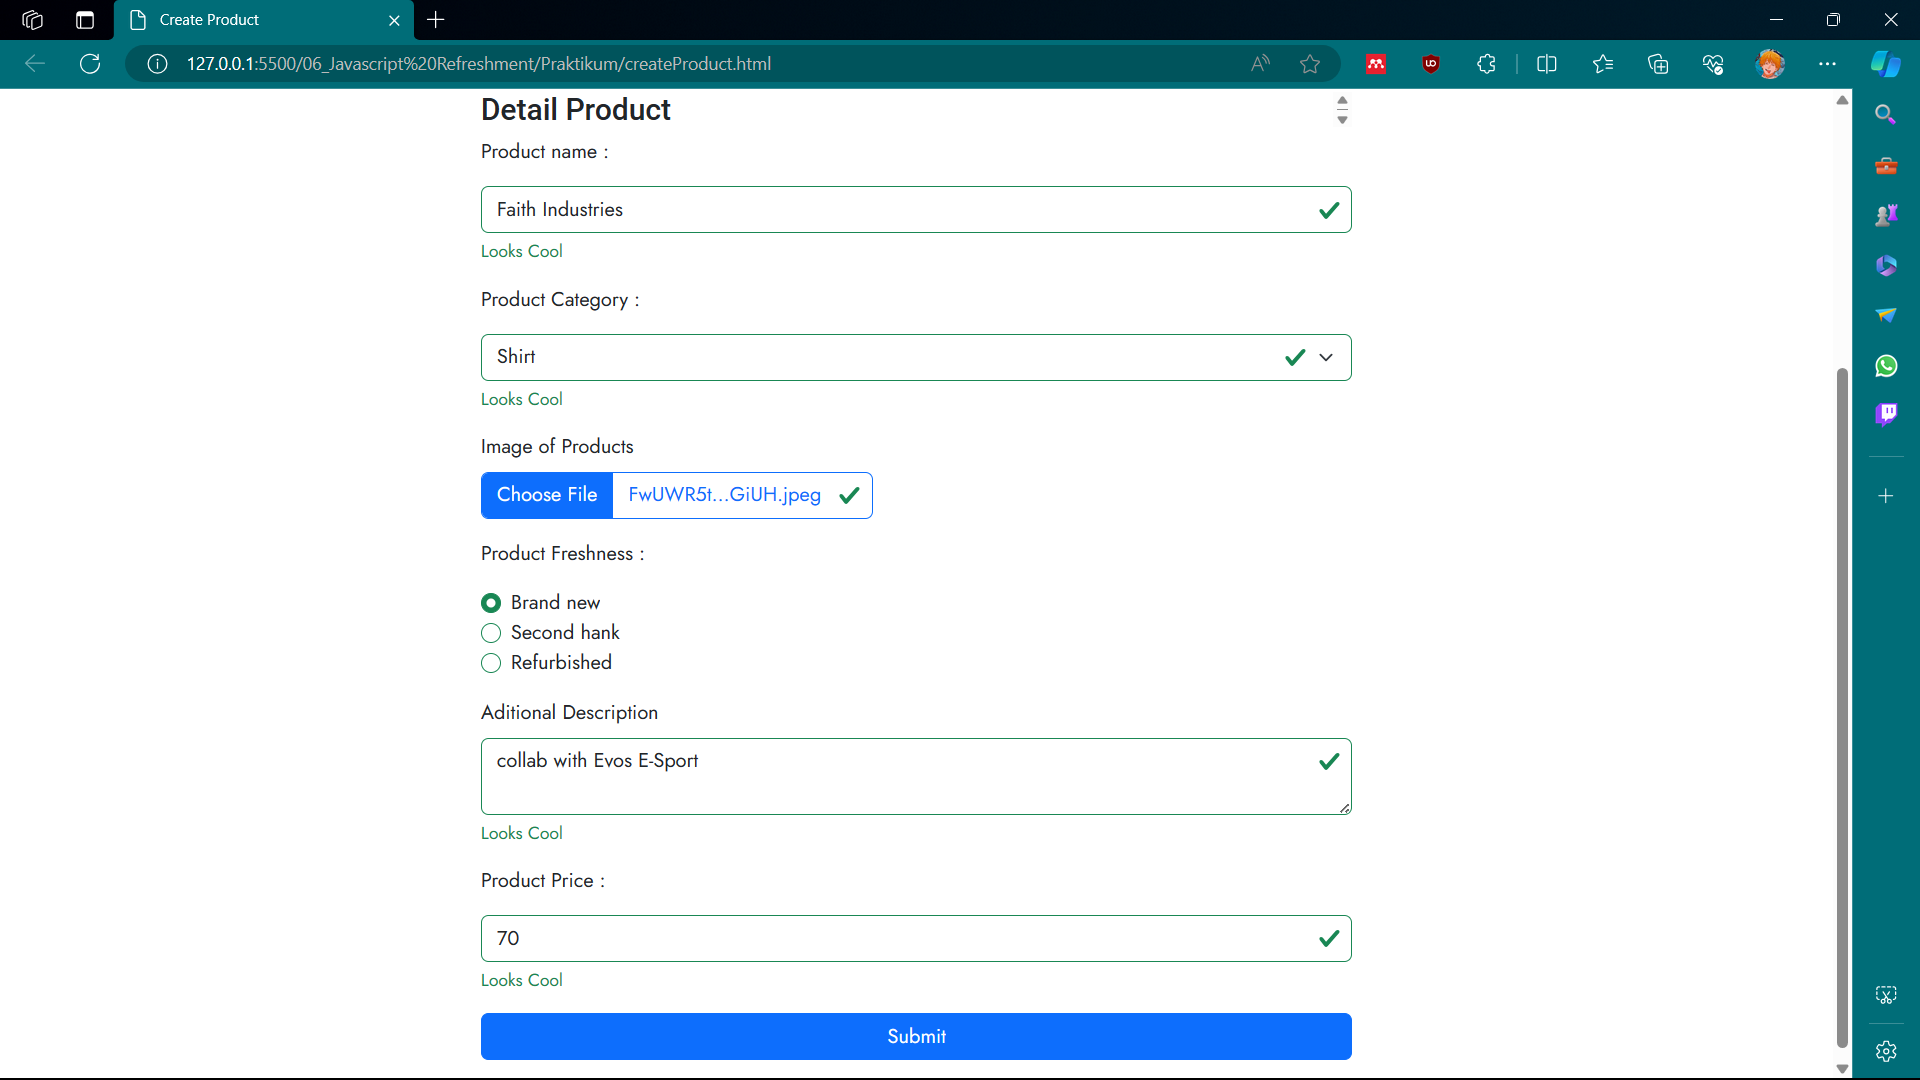 Create Product
127.0.0.1:5500/06_Javascript%20Refreshment/Praktikum/createProduct.html
Detail Product
Product name :
Faith Industries
Looks Cool
Product Category :
Shirt
Looks Cool
Image of Products
Choose File FwUWR5t...GiUH.jpeg
Product Freshness :
Brand new
Second hank
Refurbished
Aditional Description
collab with Evos E-Sport
Looks Cool
Product Price :
70
Looks Cool
Submit